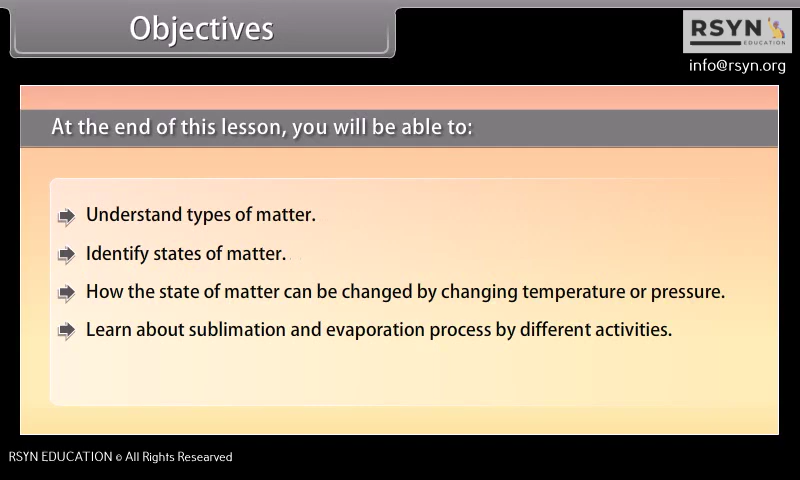 Objectives
RSYN
EDUCATION
info@rsyn.org
At the end of this lesson, you will be able to:
Understand types of matter.
Identify states of matter.
How the state of matter can be changed by changing temperature or pressure.
Learn about sublimation and evaporation process by different activities.
RSYN EDUCATION © All Rights Researved